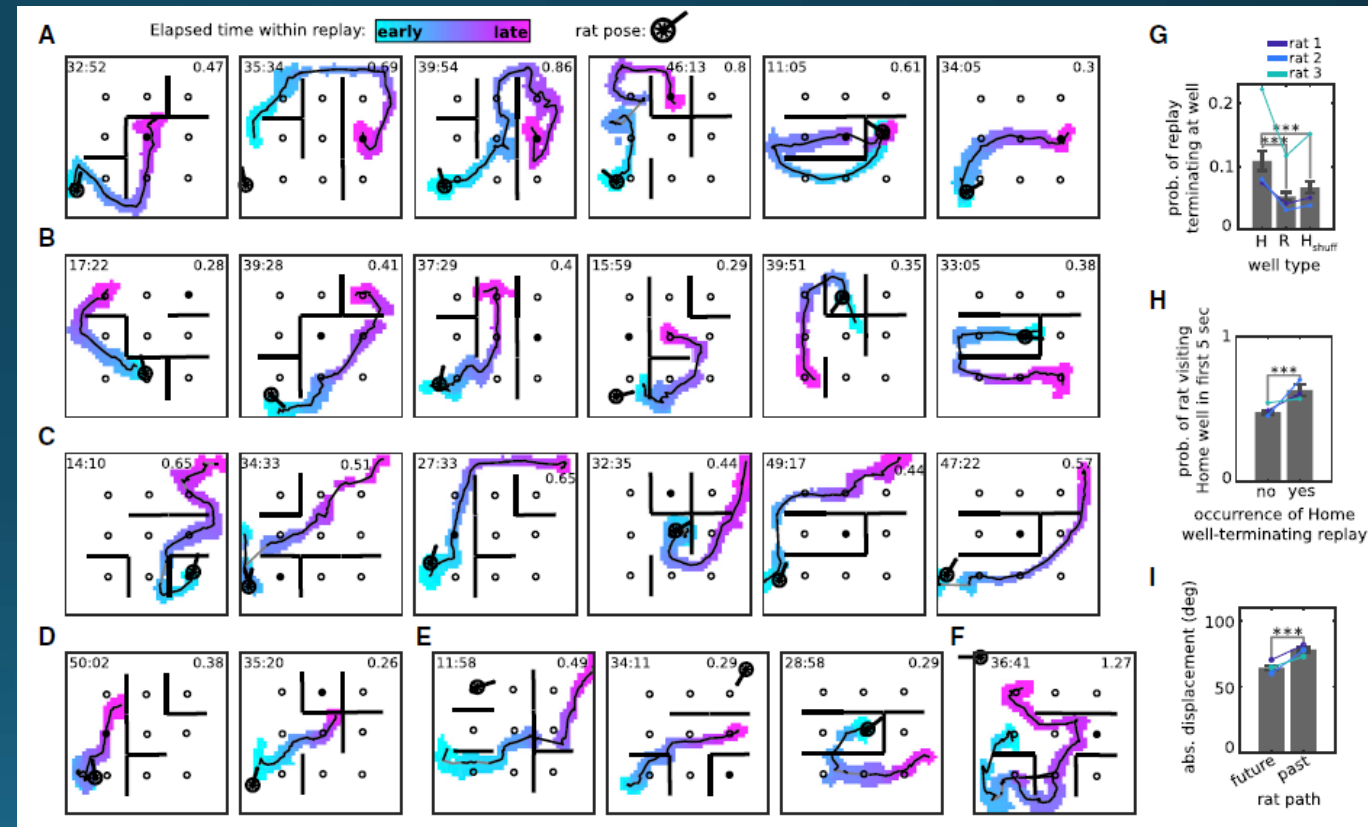 A
Elapsed time within replay: early late rat pose:
32:52 0.47
35:34 0.69
39:54 0.86
46:13 0.8
11:05 0.61
34:05 0.3
B
17:22 0.28
39:28 0.41
37:29 0.4
15:59 0.29
39:51 0.35
33:05 0.38
C
14:10 0.65
34:33 0.51
27:33 0.65
32:35 0.44
49:17 0.44
47:22 0.57
D
50:02 0.38
35:20 0.26
E
11:58 0.49
34:11 0.29
28:58 0.29
F
36:41 1.27
G
rat 1
rat 2
rat 3
prob. of replay
terminating at well
0.2
0.1
0
***
***
H R H shuff
well type
H
prob. of rat visiting
Home well in first 5 sec
1
0
***
no yes
occurrence of Home
well-terminating replay
I
abs. displacement (deg)
100
50
0
***
future past
rat path